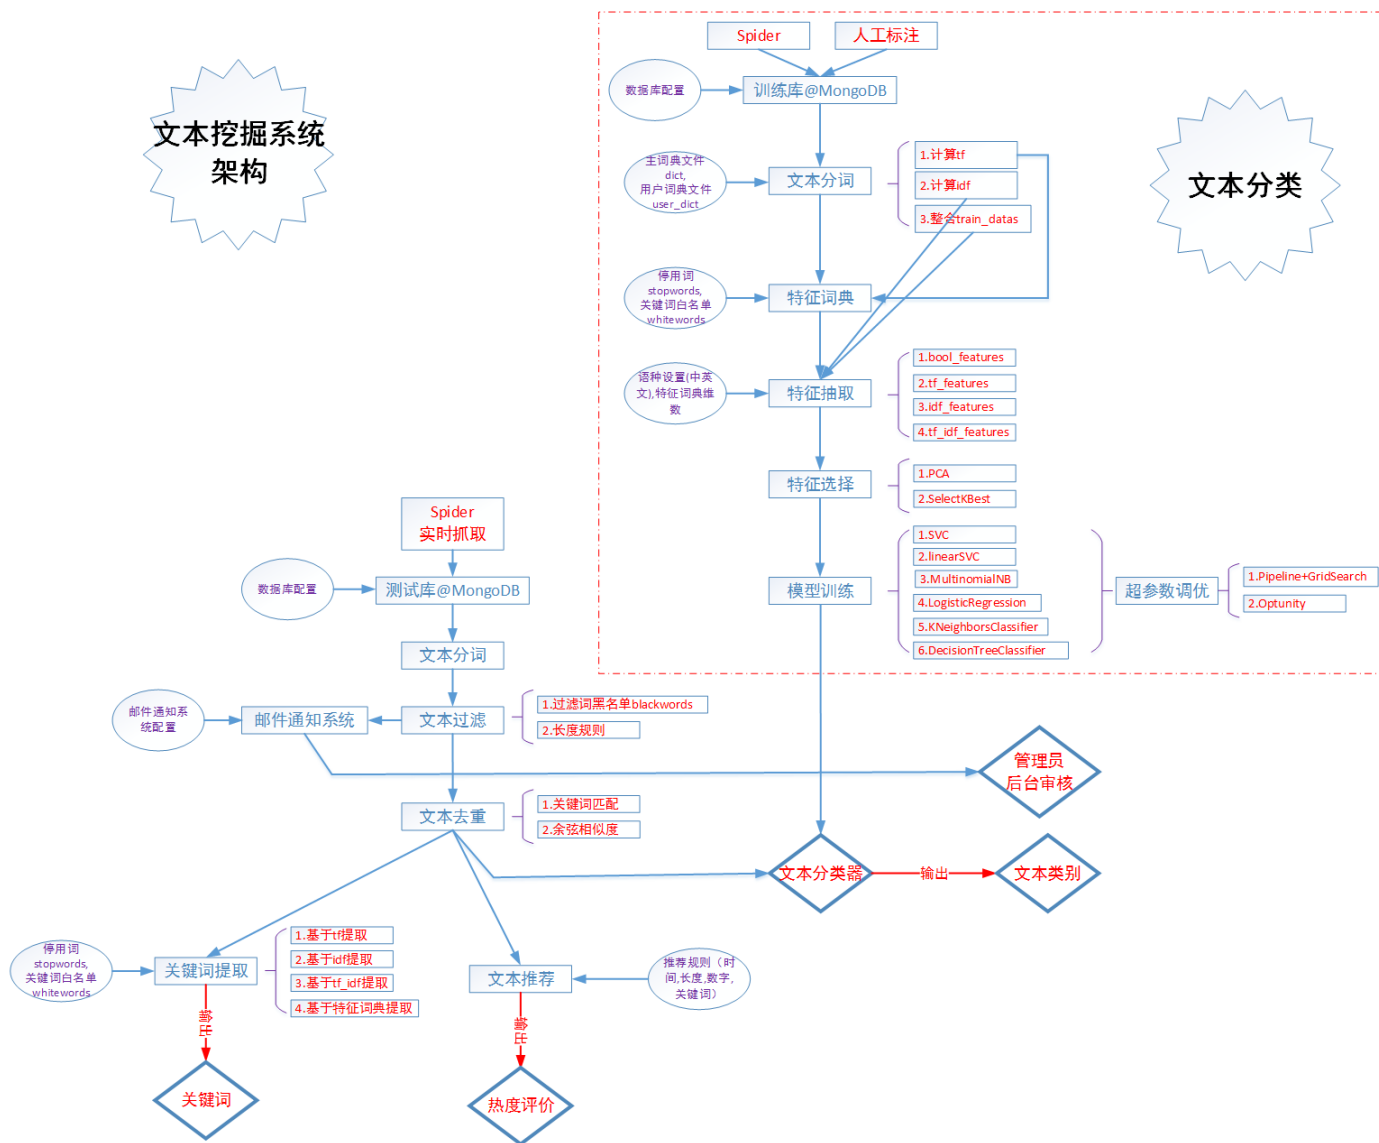 文本挖掘系统
架构
Spider
人工标注
数据库配置
训练库@MongoDB
文本分类
主词典文件
dict,
用户词典文件
user_dict
文本分词
1.计算tf
2.计算idf
3.整合train_datas
停用词
stopwords,
关键词白名单
whitewords
特征词典
语种设置(中英
文),特征词典维
数
特征抽取
1.bool_features
2.tf_features
3.idf_features
4.tf_idf_features
特征选择
1.PCA
2.SelectKBest
模型训练
1.SVC
2.linearSVC
3.MultinomialNB
4.LogisticRegression
5.KNeighborsClassifier
6.DecisionTreeClassifier
超参数调优
1.Pipeline+GridSearch
2.Optunity
Spider
实时抓取
数据库配置
测试库@MongoDB
文本分词
邮件通知系
统配置
邮件通知系统
文本过滤
1.过滤词黑名单blackwords
2.长度规则
管理员
后台审核
文本去重
1.关键词匹配
2.余弦相似度
文本分类器
输出
文本类别
停用词
stopwords,
关键词白名单
whitewords
关键词提取
1.基于tf提取
2.基于idf提取
3.基于tf_idf提取
4.基于特征词典提取
文本推荐
推荐规则（时
间,长度,数字,
关键词）
输出
输出
关键词
热度评价